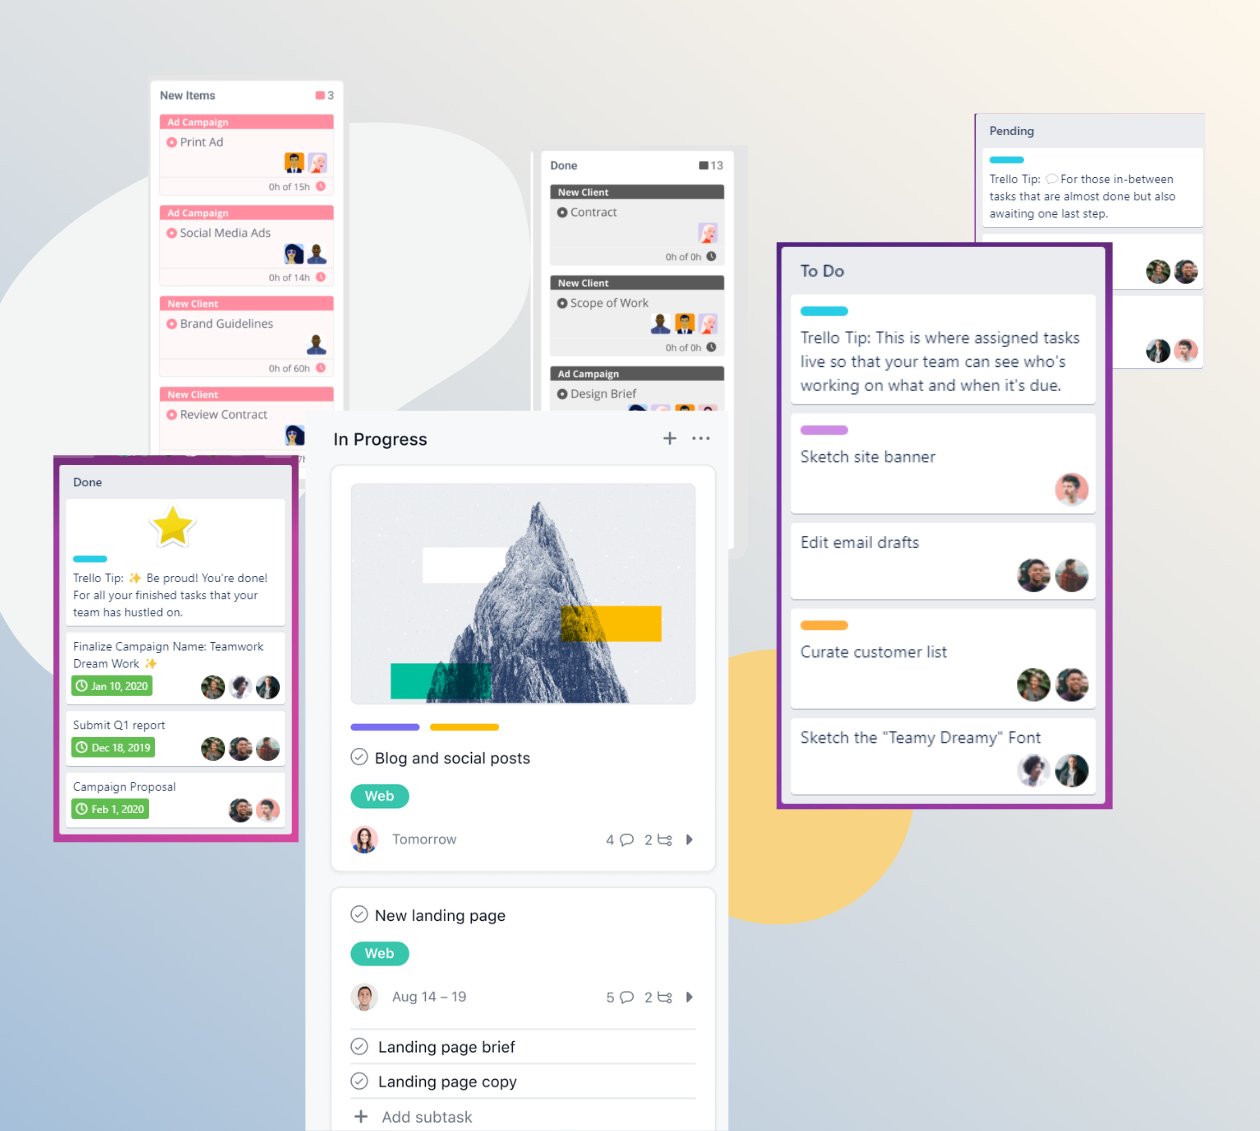 New Items
3
Ad Campaign
Print Ad
0h of 15h
Ad Campaign
Social Media Ads
0h of 14h
New Client
Brand Guidelines
0h of 60h
New Client
Review Contract
Done
13
New Client
Contract
0h of 0h
New Client
Scope of Work
0h of 0h
Ad Campaign
Design Brief
Pending
Trello Tip: 💬For those in-between
tasks that are almost done but also
awaiting one last step.
To Do
Trello Tip: This is where assigned tasks
live so that your team can see who's
working on what and when it's due.
Sketch site banner
Edit email drafts
Curate customer list
Sketch the "Teamy Dreamy" Font
Done
Trello Tip: ✨ Be proud! You're done!
For all your finished tasks that your
team has hustled on.
Finalize Campaign Name: Teamwork
Dream Work ✨
Jan 10, 2020
Submit Q1 report
Dec 18, 2019
Campaign Proposal
Feb 1, 2020
In Progress
Blog and social posts
Web
Tomorrow
4
2
New landing page
Web
Aug 14 – 19
5
2
Landing page brief
Landing page copy
+ Add subtask